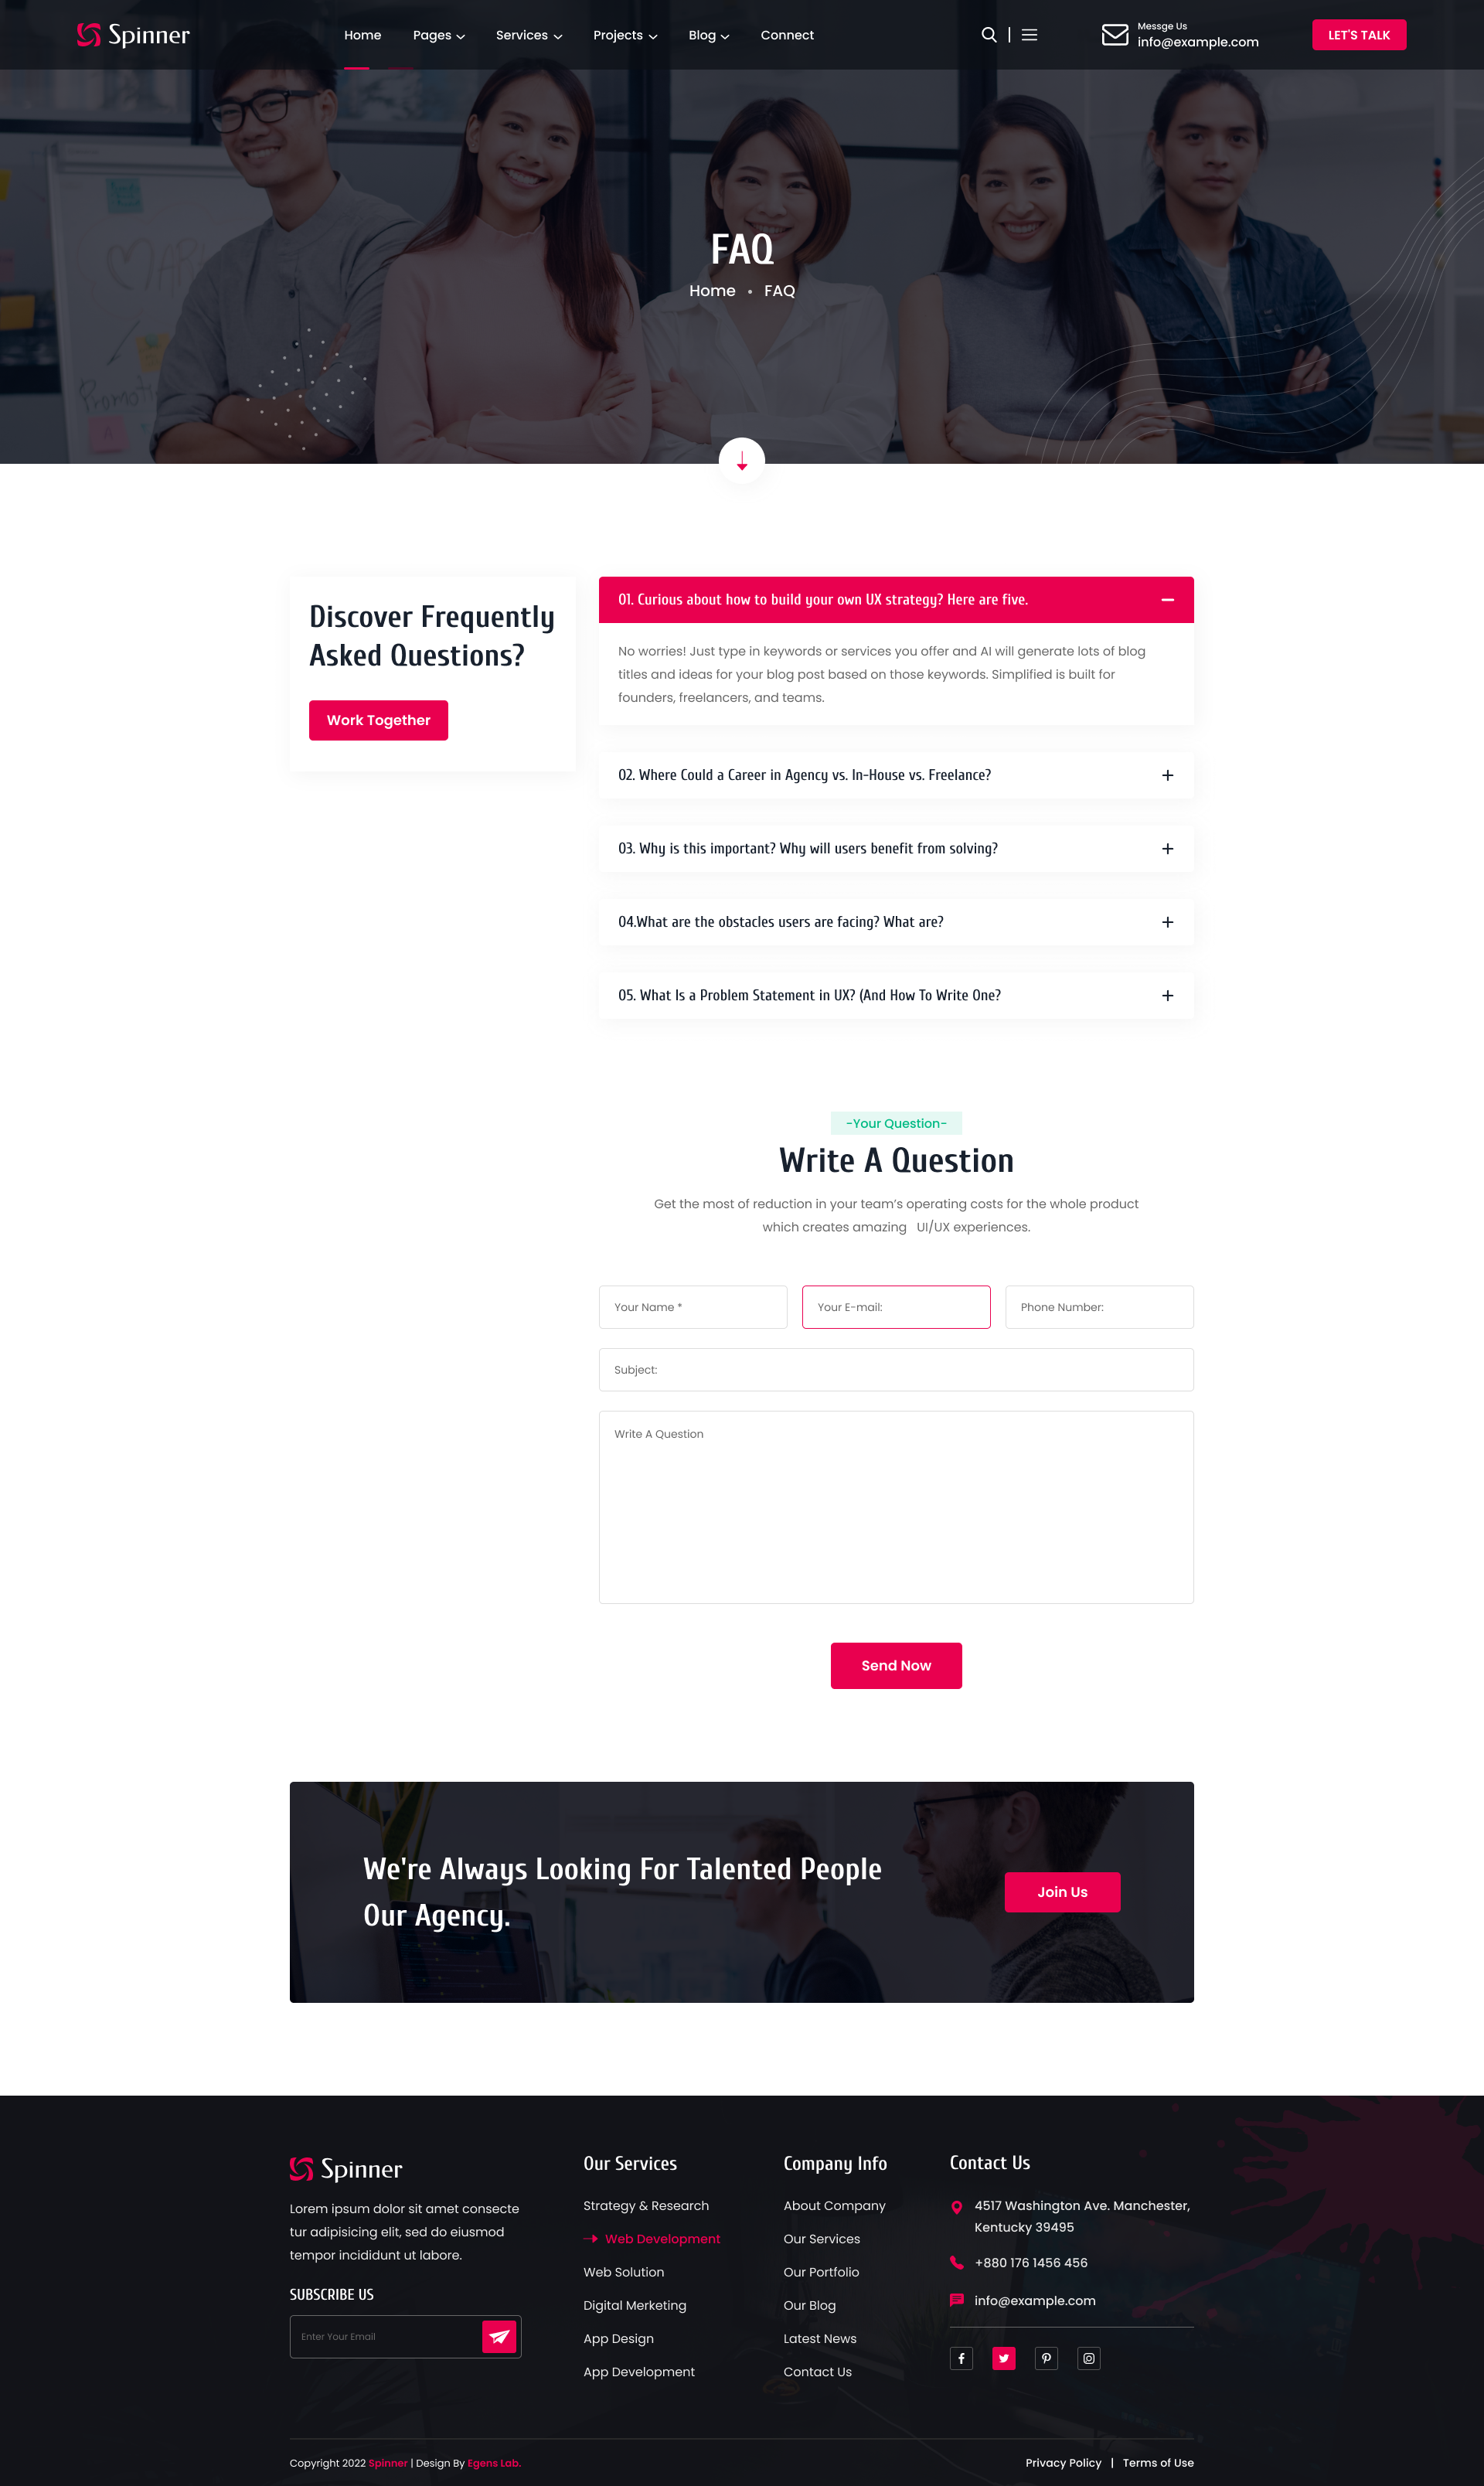 Spinner
Home
Pages
Services
Projects
Blog
Connect
Messge Us
info@example.com
LET'S TALK
FAQ
Home • FAQ
Discover Frequently
Asked Questions?
Work Together
01. Curious about how to build your own UX strategy? Here are five.
No worries! Just type in keywords or services you offer and AI will generate lots of blog
titles and ideas for your blog post based on those keywords. Simplified is built for
founders, freelancers, and teams.
02. Where Could a Career in Agency vs. In-House vs. Freelance?
03. Why is this important? Why will users benefit from solving?
04.What are the obstacles users are facing? What are?
05. What Is a Problem Statement in UX? (And How To Write One?
-Your Question-
Write A Question
Get the most of reduction in your team’s operating costs for the whole product
which creates amazing UI/UX experiences.
Your Name *
Your E-mail:
Phone Number:
Subject:
Write A Question
Send Now
We're Always Looking For Talented People
Our Agency.
Join Us
Spinner
Lorem ipsum dolor sit amet consecte
tur adipisicing elit, sed do eiusmod
tempor incididunt ut labore.
SUBSCRIBE US
Enter Your Email
Our Services
Strategy & Research
Web Development
Web Solution
Digital Merketing
App Design
App Development
Company Info
About Company
Our Services
Our Portfolio
Our Blog
Latest News
Contact Us
Contact Us
4517 Washington Ave. Manchester,
Kentucky 39495
+880 176 1456 456
info@example.com
Copyright 2022 Spinner | Design By Egens Lab.
Privacy Policy | Terms of Use